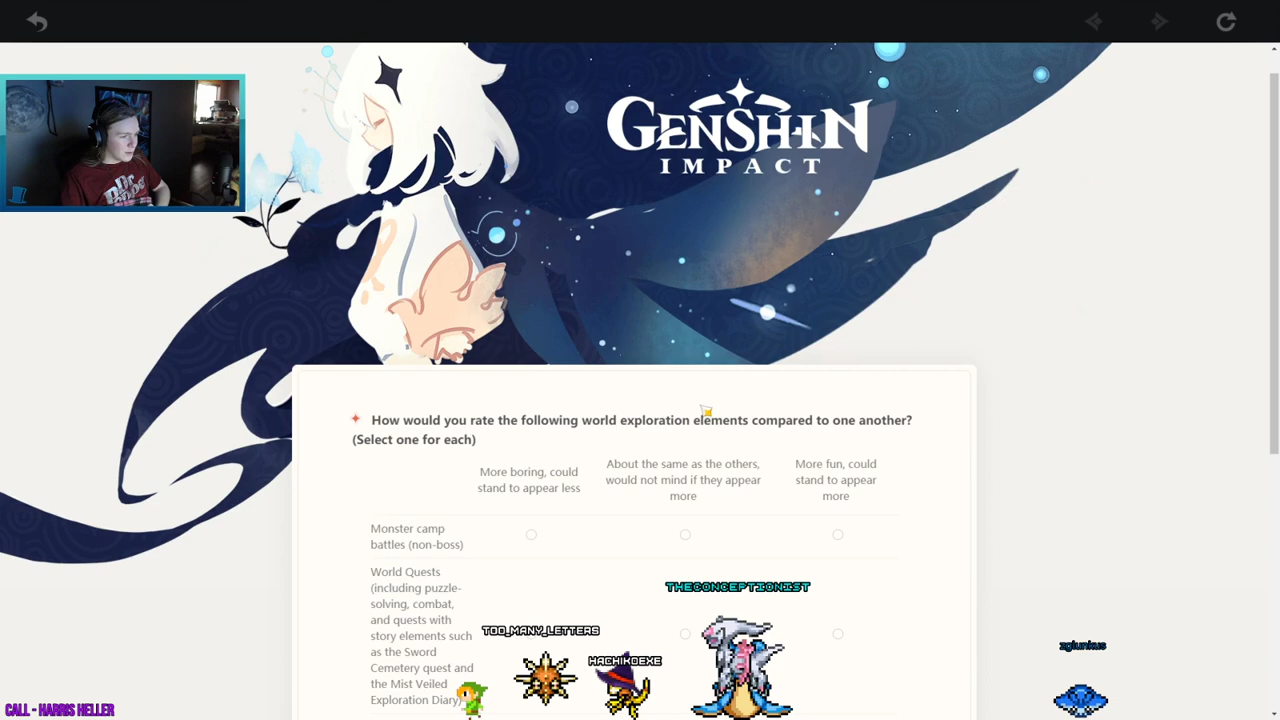 GENSHIN
IMPACT
How would you rate the following world exploration elements compared to one another?
(Select one for each)
More boring, could
stand to appear less
About the same as the others,
would not mind if they appear
more
More fun, could
stand to appear
more
Monster camp
battles (non-boss)
World Quests
(including puzzle-
solving, combat,
and quests with
story elements such
as the Sword
Cemetery quest and
the Mist Veiled
Exploration Diary)
THECONCEPTIONIST
TOO_MANY_LETTERS
HACHIKOEXE
zgiunkus
CALL - HARRIS HELLER